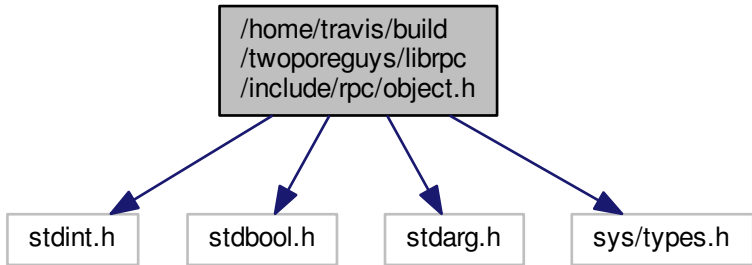 /home/travis/build
/twoporeguys/librpc
/include/rpc/object.h
stdint.h
stdbool.h
stdarg.h
sys/types.h